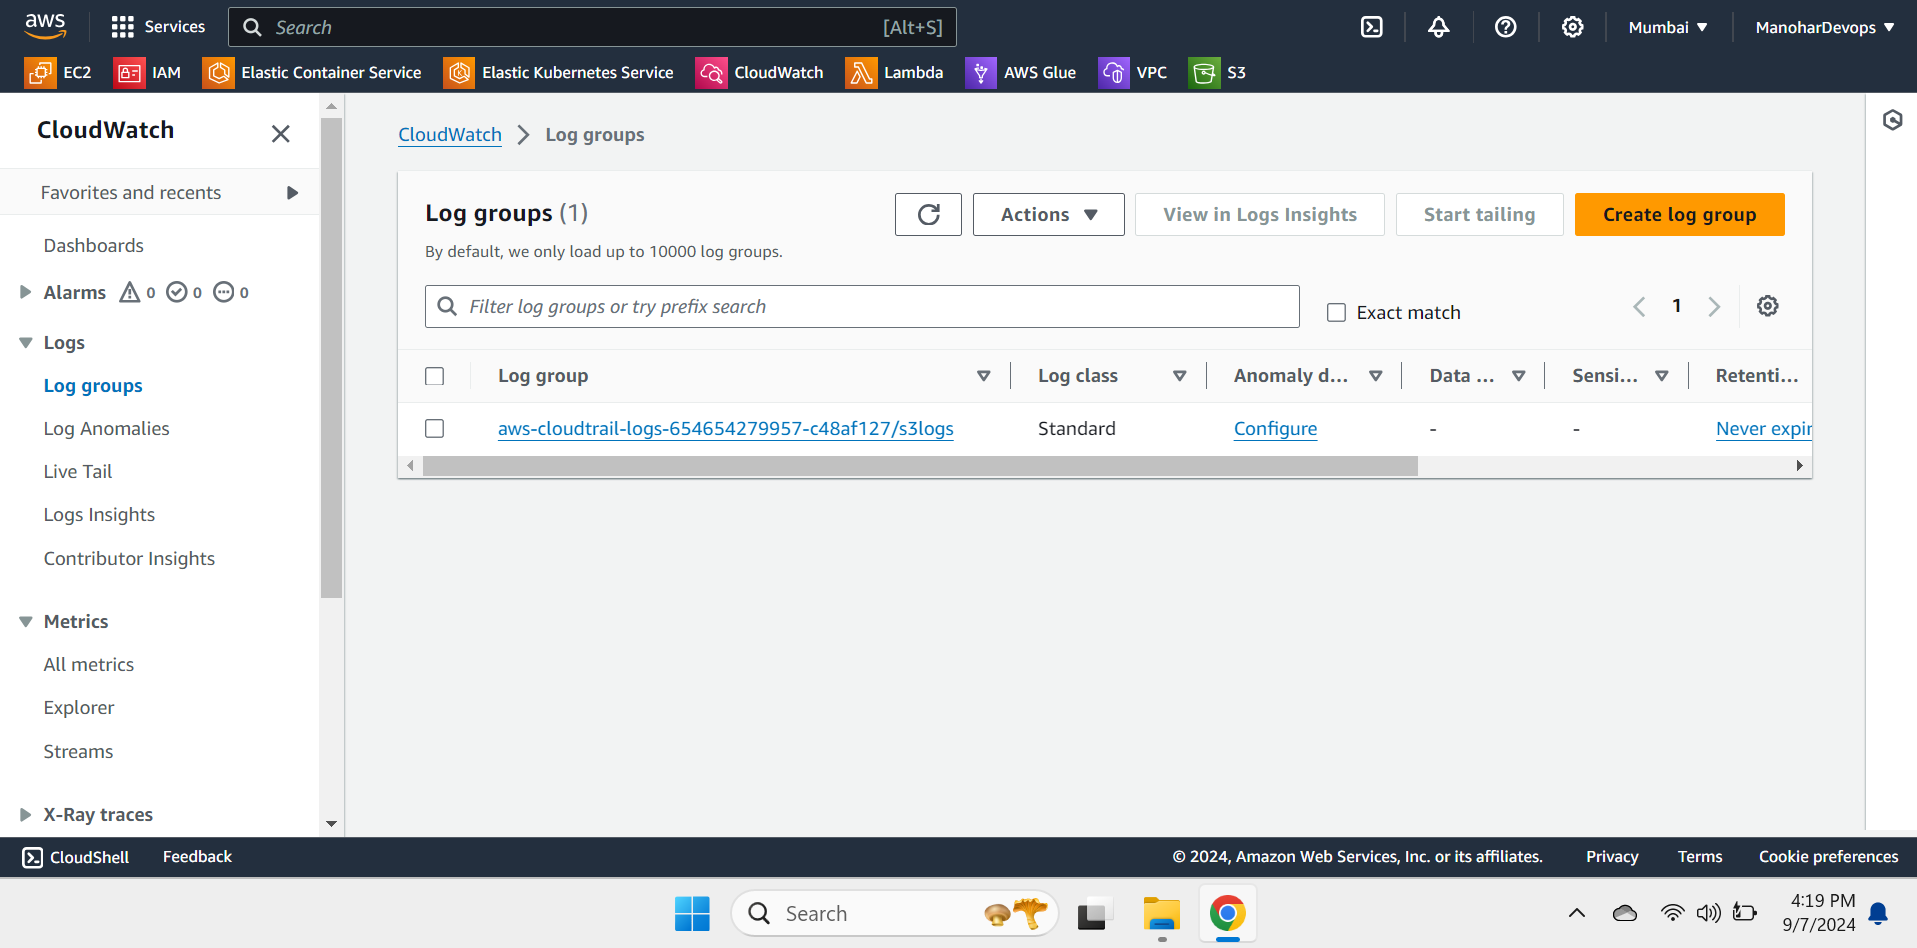 aws
Services
Search [Alt+S]
Mumbai ▼
ManoharDevops ▼
EC2
IAM
Elastic Container Service
Elastic Kubernetes Service
CloudWatch
Lambda
AWS Glue
VPC
S3
CloudWatch
Favorites and recents
Dashboards
Alarms 0 0 0
Logs
Log groups
Log Anomalies
Live Tail
Logs Insights
Contributor Insights
Metrics
All metrics
Explorer
Streams
X-Ray traces
CloudWatch > Log groups
Log groups (1)
Actions ▼
View in Logs Insights
Start tailing
Create log group
By default, we only load up to 10000 log groups.
Filter log groups or try prefix search
Exact match
1
Log group Log class Anomaly d... Data ... Sensi... Retenti...
aws-cloudtrail-logs-654654279957-c48af127/s3logs Standard Configure - - Never expir
CloudShell
Feedback
© 2024, Amazon Web Services, Inc. or its affiliates.
Privacy
Terms
Cookie preferences
Search
4:19 PM
9/7/2024